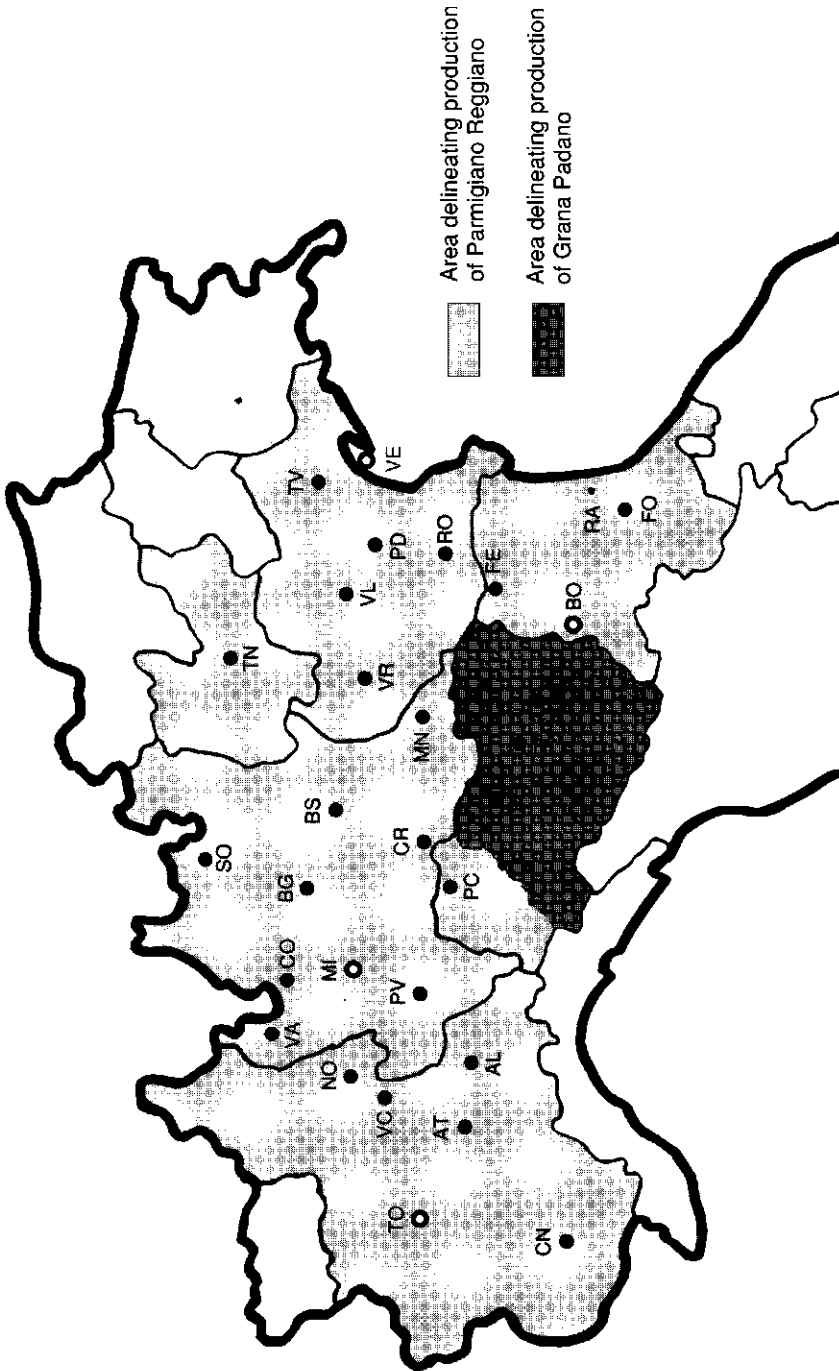 SO
TN
VA
CO
BG
BS
TV
NO
MI
VR
VL
VE
VC
PV
CR
MN
PD
TO
AT
AL
PC
RO
FE
CN
BO
RA
FO
Area delineating production
of Parmigiano Reggiano
Area delineating production
of Grana Padano